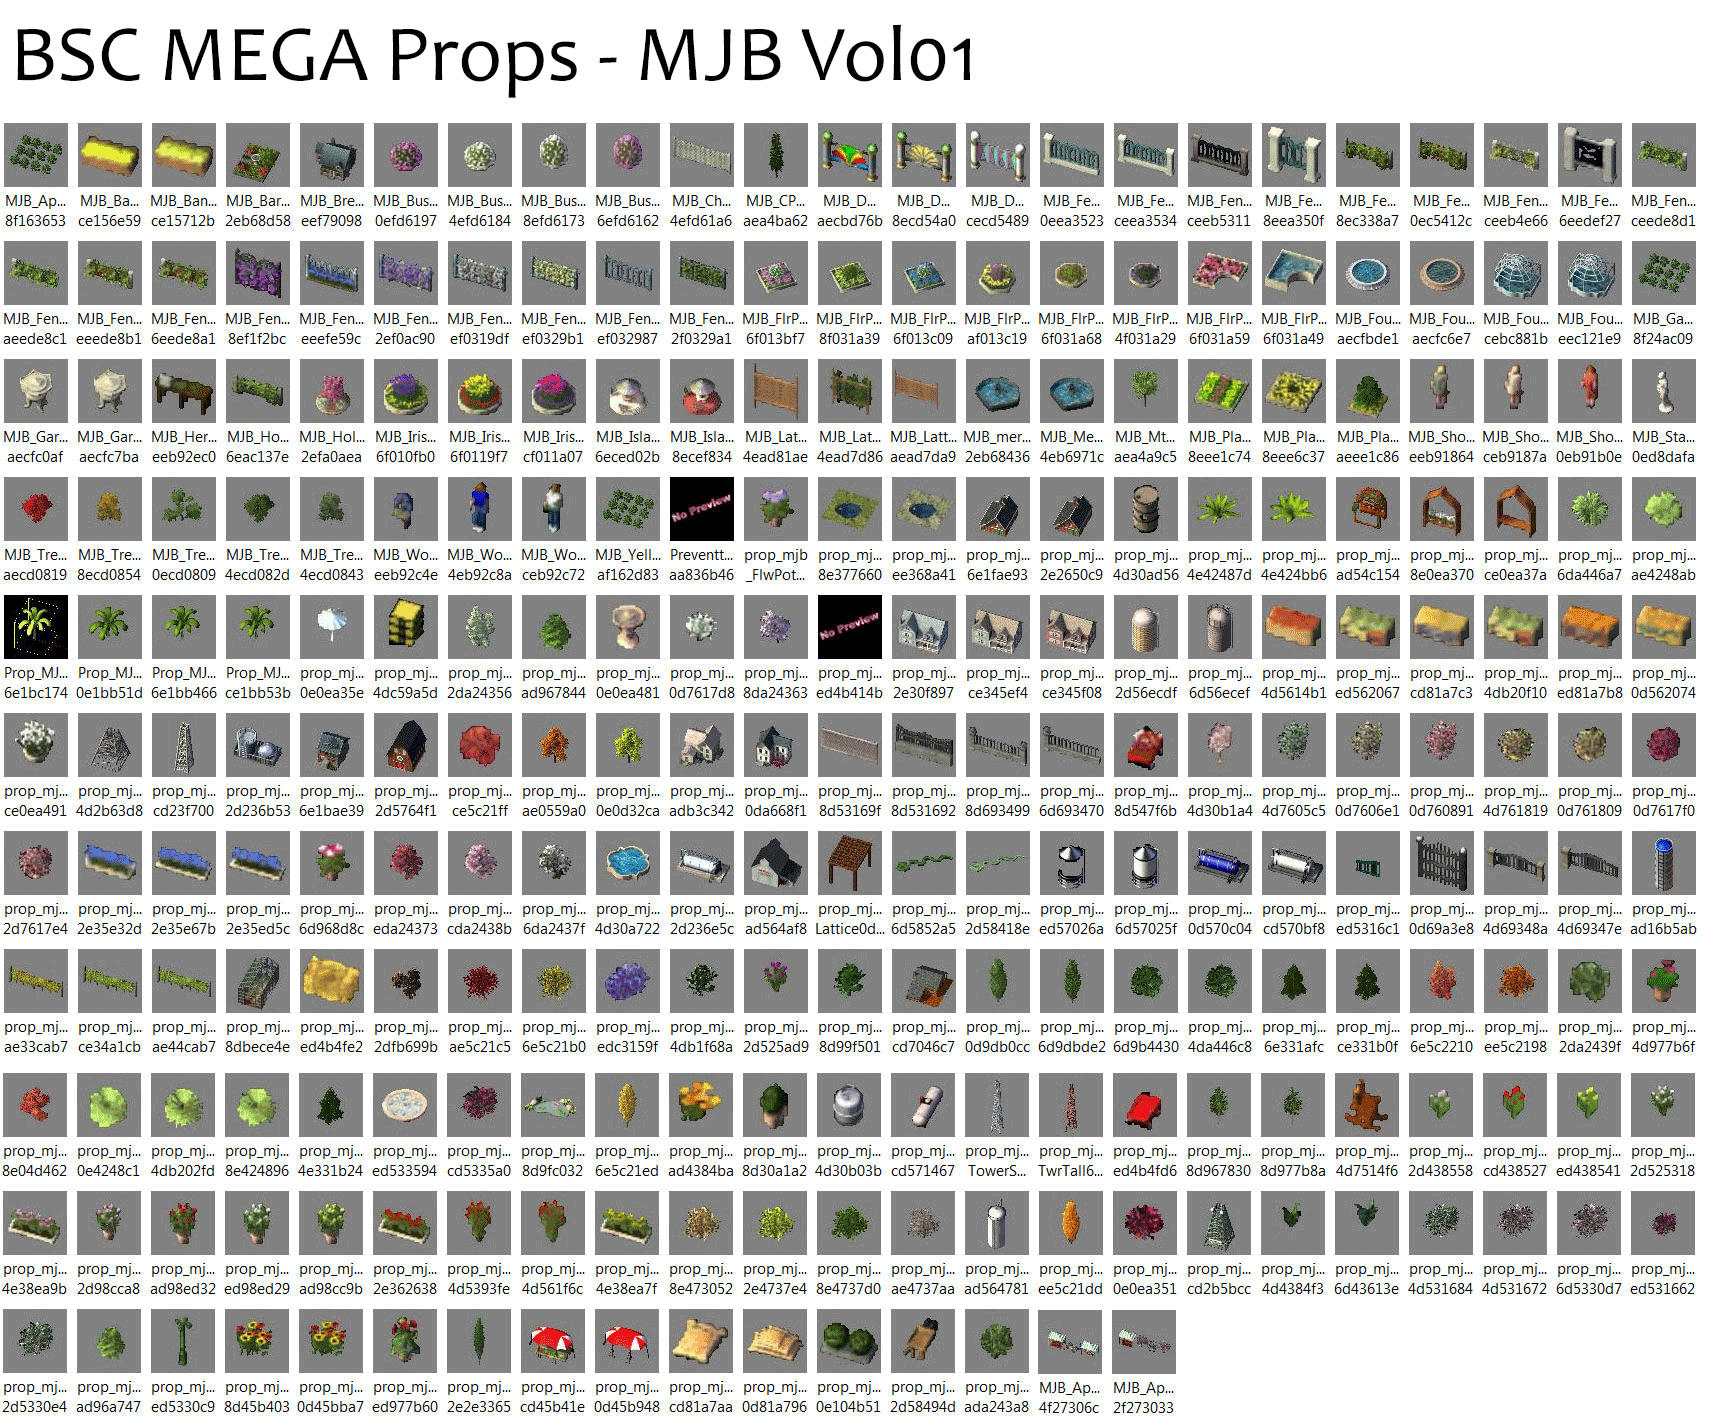 BSC MEGA Props - MJB Vol01
MJB_Ap... MJB_Ba... MJB_Ban... MJB_Bar... MJB_Bre... MJB_Bus... MJB_Bus... MJB_Bus... MJB_Bus... MJB_Ch... MJB_CP... MJB_D... MJB_D... MJB_D... MJB_Fe... MJB_Fe... MJB_Fen... MJB_Fe... MJB_Fe... MJB_Fe... MJB_Fen... MJB_Fe... MJB_Fen...
8f163653 ce156e59 ce15712b 2eb68d58 eef79098 0efd6197 4efd6184 8efd6173 6efd6162 4efd61a6 aea4ba62 aecbd76b 8ecd54a0 cecd5489 0eea3523 ceea3534 ceeb5311 8eea350f 8ec338a7 0ec5412c ceeb4e66 6eedef27 ceede8d1
MJB_Fen... MJB_Fen... MJB_Fen... MJB_Fen... MJB_Fen... MJB_Fen... MJB_Fen... MJB_Fen... MJB_Fen... MJB_Fen... MJB_FlrP... MJB_FlrP... MJB_FlrP... MJB_FlrP... MJB_FlrP... MJB_FlrP... MJB_FlrP... MJB_FlrP... MJB_Fou... MJB_Fou... MJB_Fou... MJB_Fou... MJB_Ga...
aeede8c1 eeede8b1 6eede8a1 8ef1f2bc eeefe59c 2ef0ac90 ef0319df ef0329b1 ef032987 2f0329a1 6f013bf7 8f031a39 6f013c09 af013c19 6f031a68 4f031a29 6f031a59 6f031a49 aecfbde1 aecfc6e7 cebc881b eec121e9 8f24ac09
MJB_Gar... MJB_Gar... MJB_Her... MJB_Ho... MJB_Hol... MJB_Iris... MJB_Iris... MJB_Iris... MJB_Isla... MJB_Isla... MJB_Lat... MJB_Lat... MJB_Latt... MJB_mer... MJB_Me... MJB_Mt... MJB_Pla... MJB_Pla... MJB_Pla... MJB_Sho... MJB_Sho... MJB_Sho... MJB_Sta...
aecfc0af aecfc7ba eeb92ec0 6eac137e 2efa0aea 6f010fb0 6f0119f7 cf011a07 6eced02b 8ecef834 4ead81ae 4ead7d86 aead7da9 2eb68436 4eb6971c aea4a9c5 8eee1c74 8eee6c37 aeee1c86 eeb91864 ceb9187a 0eb91b0e 0ed8dafa
MJB_Tre... MJB_Tre... MJB_Tre... MJB_Tre... MJB_Tre... MJB_Wo... MJB_Wo... MJB_Wo... MJB_Yell... No Preview Preventt... prop_mjb prop_mj... prop_mj... prop_mj... prop_mj... prop_mj... prop_mj... prop_mj... prop_mj... prop_mj... prop_mj... prop_mj... prop_mj...
aecd0819 8ecd0854 0ecd0809 4ecd082d 4ecd0843 eeb92c4e 4eb92c8a ceb92c72 af162d83 aa836b46 _FlwPot... 8e377660 ee368a41 6e1fae93 2e2650c9 4d30ad56 4e42487d 4e424bb6 ad54c154 8e0ea370 ce0ea37a 6da446a7 ae4248ab
Prop_MJ... Prop_MJ... Prop_MJ... Prop_MJ... prop_mj... prop_mj... prop_mj... prop_mj... prop_mj... prop_mj... prop_mj... No Preview prop_mj... prop_mj... prop_mj... prop_mj... prop_mj... prop_mj... prop_mj... prop_mj... prop_mj... prop_mj... prop_mj... prop_mj...
6e1bc174 0e1bb51d 6e1bb466 ce1bb53b 0e0ea35e 4dc59a5d 2da24356 ad967844 0e0ea481 0d7617d8 8da24363 ed4b414b 2e30f897 ce345ef4 ce345f08 2d56ecdf 6d56ecef 4d5614b1 ed562067 cd81a7c3 4db20f10 ed81a7b8 0d562074
prop_mj... prop_mj... prop_mj... prop_mj... prop_mj... prop_mj... prop_mj... prop_mj... prop_mj... prop_mj... prop_mj... prop_mj... prop_mj... prop_mj... prop_mj... prop_mj... prop_mj... prop_mj... prop_mj... prop_mj... prop_mj... prop_mj... prop_mj...
ce0ea491 4d2b63d8 cd23f700 2d236b53 6e1bae39 2d5764f1 ce5c21ff ae0559a0 0e0d32ca adb3c342 0da668f1 8d53169f 8d531692 8d693499 6d693470 8d547f6b 4d30b1a4 4d7605c5 0d7606e1 0d760891 4d761819 0d761809 0d7617f0
prop_mj... prop_mj... prop_mj... prop_mj... prop_mj... prop_mj... prop_mj... prop_mj... prop_mj... prop_mj... prop_mj... prop_mj... prop_mj... prop_mj... prop_mj... prop_mj... prop_mj... prop_mj... prop_mj... prop_mj... prop_mj... prop_mj... prop_mj...
2d7617e4 2e35e32d 2e35e67b 2e35ed5c 6d968d8c eda24373 cda2438b 6da2437f 4d30a722 2d236e5c ad564af8 Lattice0d... 6d5852a5 2d58418e ed57026a 6d57025f 0d570c04 cd570bf8 ed5316c1 0d69a3e8 4d69348a 4d69347e ad16b5ab
prop_mj... prop_mj... prop_mj... prop_mj... prop_mj... prop_mj... prop_mj... prop_mj... prop_mj... prop_mj... prop_mj... prop_mj... prop_mj... prop_mj... prop_mj... prop_mj... prop_mj... prop_mj... prop_mj... prop_mj... prop_mj... prop_mj... prop_mj...
ae33cab7 ce34a1cb ae44cab7 8dbece4e ed4b4fe2 2dfb699b ae5c21c5 6e5c21b0 edc3159f 4db1f68a 2d525ad9 8d99f501 cd7046c7 0d9db0cc 6d9dbde2 6d9b4430 4da446c8 6e331afc ce331b0f 6e5c2210 ee5c2198 2da2439f 4d977b6f
prop_mj... prop_mj... prop_mj... prop_mj... prop_mj... prop_mj... prop_mj... prop_mj... prop_mj... prop_mj... prop_mj... prop_mj... prop_mj... prop_mj... prop_mj... prop_mj... prop_mj... prop_mj... prop_mj... prop_mj... prop_mj... prop_mj... prop_mj...
8e04d462 0e4248c1 4db202fd 8e424896 4e331b24 ed533594 cd5335a0 8d9fc032 6e5c21ed ad4384ba 8d30a1a2 4d30b03b cd571467 TowerS... TwrTall6... ed4b4fd6 8d967830 8d977b8a 4d7514f6 2d438558 cd438527 ed438541 2d525318
prop_mj... prop_mj... prop_mj... prop_mj... prop_mj... prop_mj... prop_mj... prop_mj... prop_mj... prop_mj... prop_mj... prop_mj... prop_mj... prop_mj... prop_mj... prop_mj... prop_mj... prop_mj... prop_mj... prop_mj... prop_mj... prop_mj... prop_mj...
4e38ea9b 2d98cca8 ad98ed32 ed98ed29 ad98cc9b 2e362638 4d5393fe 4d561f6c 4e38ea7f 8e473052 2e4737e4 8e4737d0 ae4737aa ad564781 ee5c21dd 0e0ea351 cd2b5bcc 4d4384f3 6d43613e 4d531684 4d531672 6d5330d7 ed531662
prop_mj... prop_mj... prop_mj... prop_mj... prop_mj... prop_mj... prop_mj... prop_mj... prop_mj... prop_mj... prop_mj... prop_mj... prop_mj... prop_mj... MJB_Ap... MJB_Ap...
2d5330e4 ad96a747 ed5330c9 8d45b403 0d45bba7 ed977b60 2e2e3365 cd45b41e 0d45b948 cd81a7aa 0d81a796 0e104b51 2d58494d ada243a8 4f27306c 2f273033